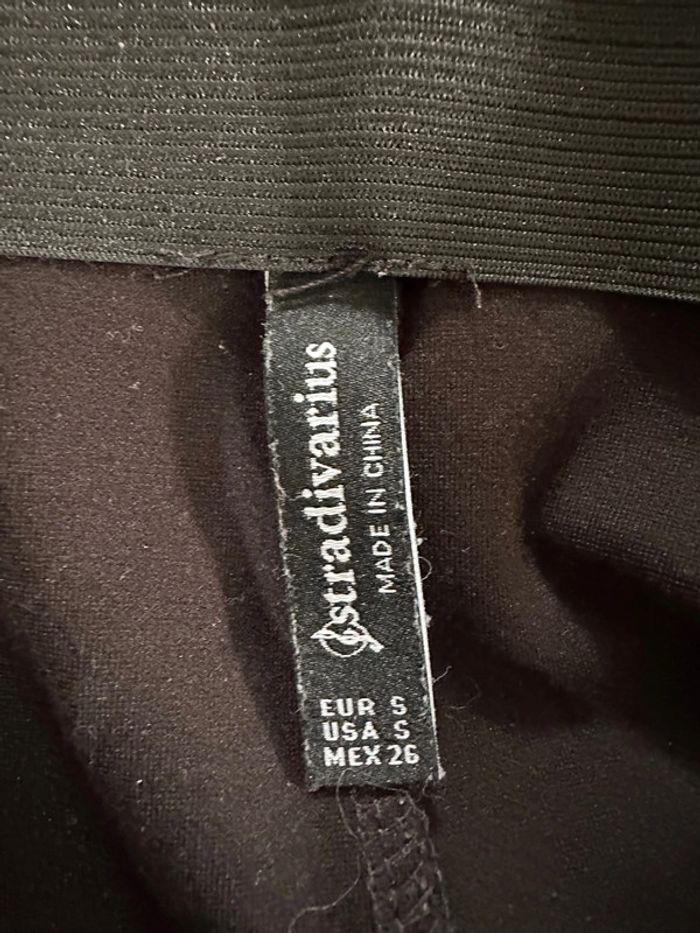 stradivarius
MADE IN CHINA
EUR S
USA S
MEX 26